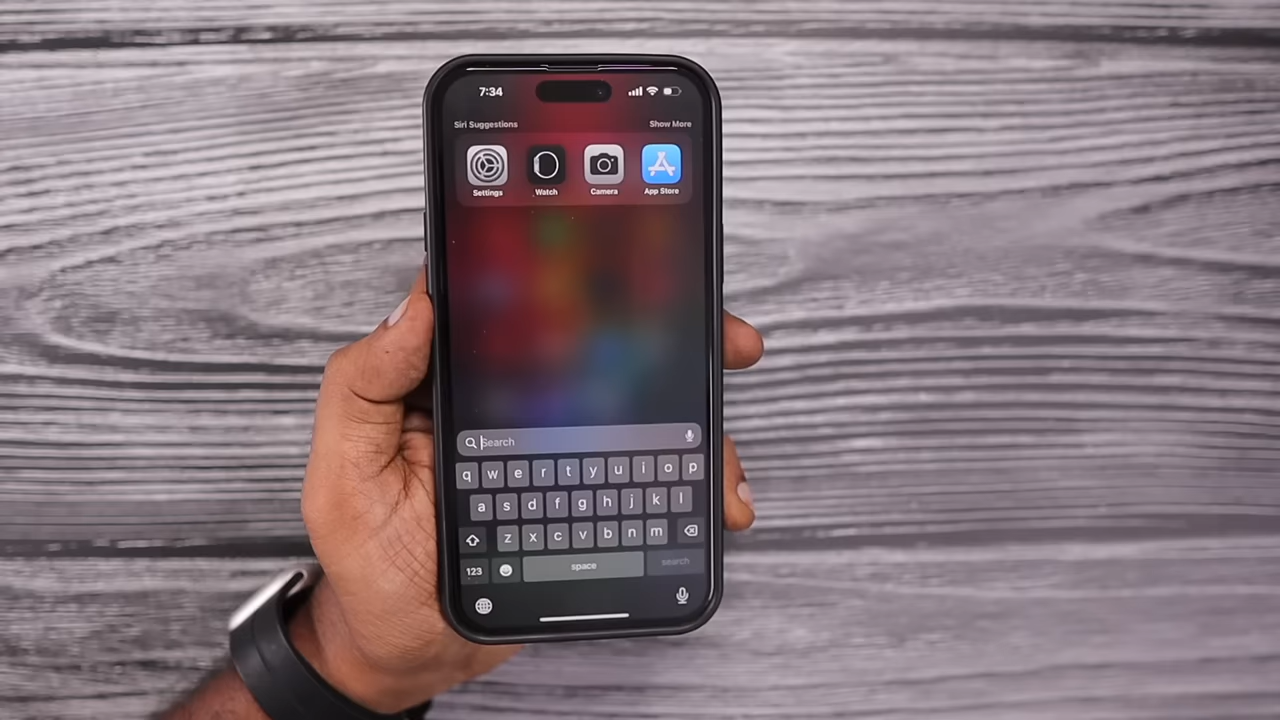 7:34
Siri Suggestions Show More
Settings Watch Camera App Store
Search
q w e r t y u i o p
a s d f g h j k l
z x c v b n m
123 space search